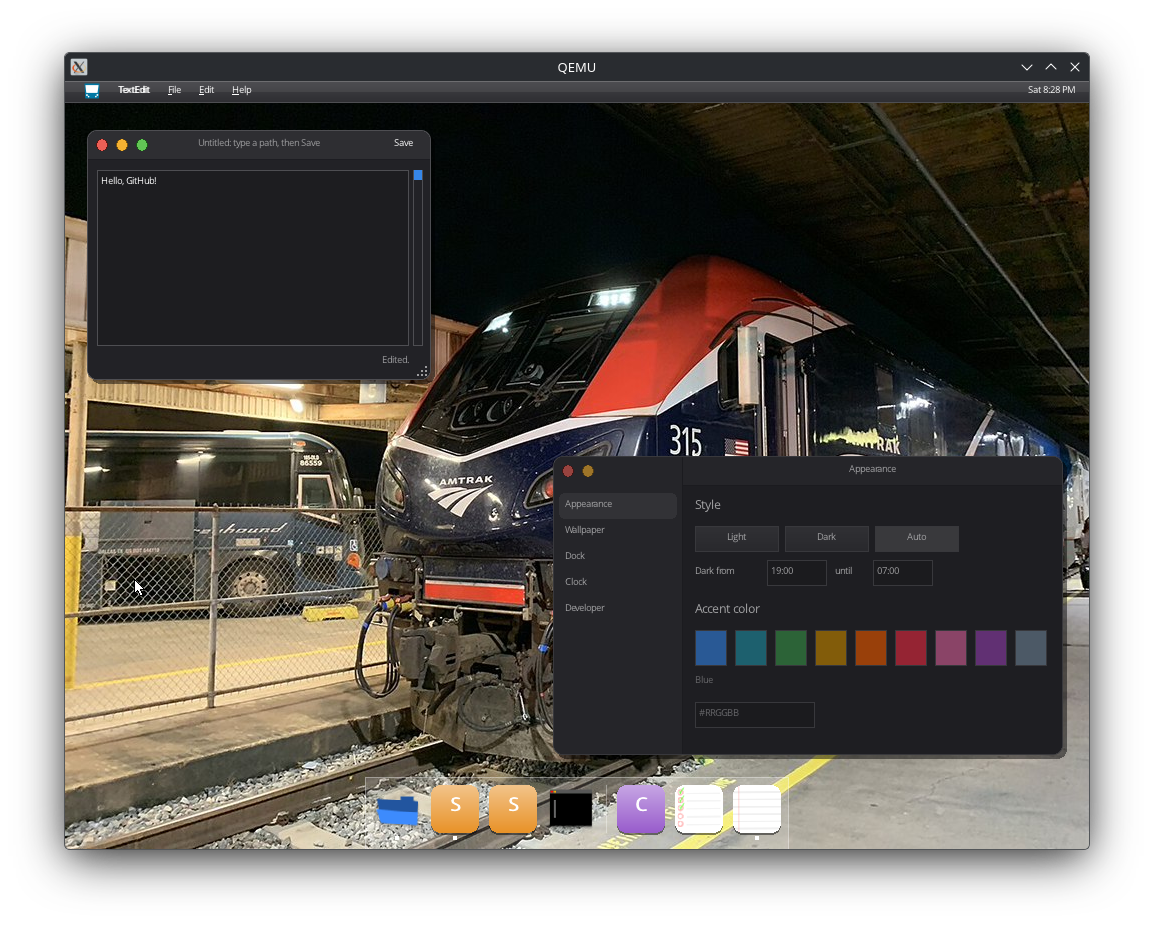 QEMU
TextEdit File Edit Help Sat 8:28 PM
Untitled: type a path, then Save Save
Hello, GitHub!
Edited.
5
86559
greyhound
AMTRAK
315
AMTRAK
Appearance
Appearance
Wallpaper
Dock
Clock
Developer
Style
Light Dark Auto
Dark from 19:00 until 07:00
Accent color
Blue
#RRGGBB
S S C